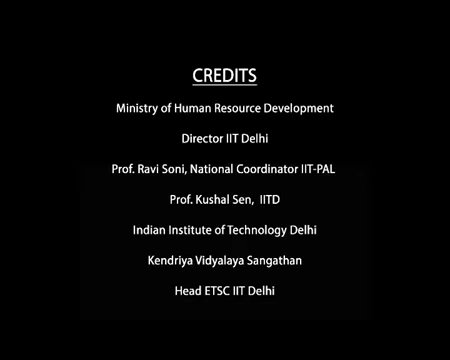 CREDITS
Ministry of Human Resource Development
Director IIT Delhi
Prof. Ravi Soni, National Coordinator IIT-PAL
Prof. Kushal Sen, IITD
Indian Institute of Technology Delhi
Kendriya Vidyalaya Sangathan
Head ETSC IIT Delhi